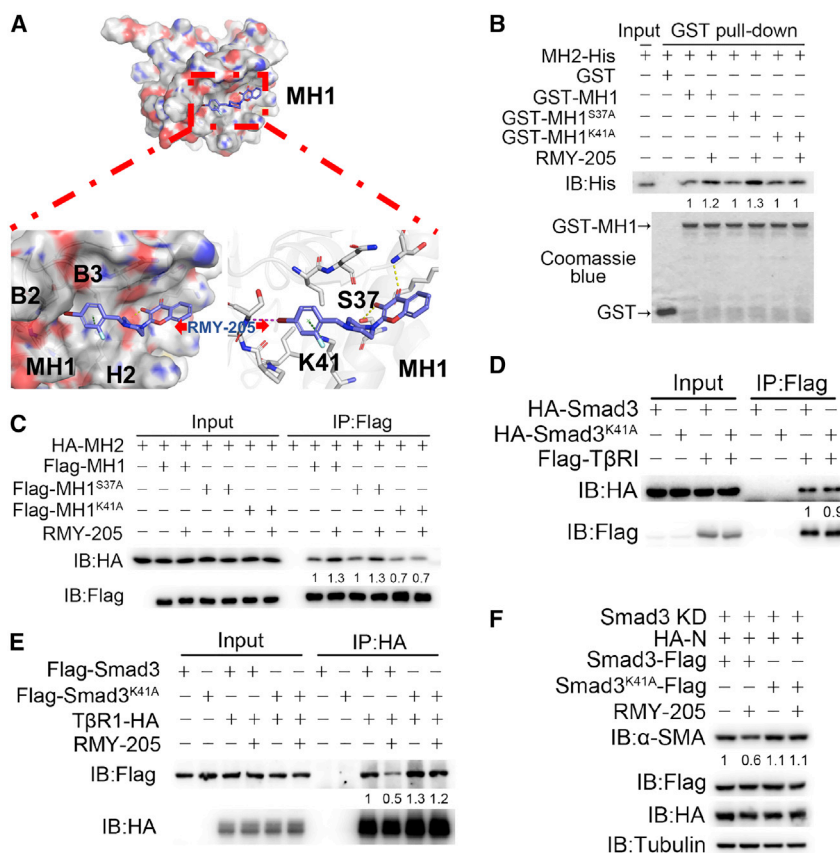 A
MH1
B3
B2
RMY-205
MH1
H2
S37
K41
MH1
B
Input GST pull-down
MH2-His + + + + + + + +
GST - + - - - - - -
GST-MH1 - - + + - - - -
GST-MH1S37A - - - - + + - -
GST-MH1K41A - - - - - - + +
RMY-205 - - - + - + - +
IB:His
1 1.2 1 1.3 1 1
GST-MH1→
Coomassie
blue
GST→
C
Input IP:Flag
HA-MH2 + + + + + + + + + + + + + +
Flag-MH1 - + + - - - - - + + - - - -
Flag-MH1S37A - - - + + - - - - - + + - -
Flag-MH1K41A - - - - - + + - - - - - + +
RMY-205 - - + - + - + - - + - + - +
IB:HA
1 1.3 1 1.3 0.7 0.7
IB:Flag
D
Input IP:Flag
HA-Smad3 + - + - + - + -
HA-Smad3K41A - + - + - + - +
Flag-TβRI - - + + - - + +
IB:HA
1 0.9
IB:Flag
E
Input IP:HA
Flag-Smad3 + - + + - - + - + + - -
Flag-Smad3K41A - + - - + + - + - - + +
TβR1-HA - - + + + + - - + + + +
RMY-205 - - - + - + - - - + - +
IB:Flag
1 0.5 1.3 1.2
IB:HA
F
Smad3 KD + + + +
HA-N + + + +
Smad3-Flag + + - -
Smad3K41A-Flag - - + +
RMY-205 - + - +
IB:α-SMA
1 0.6 1.1 1.1
IB:Flag
IB:HA
IB:Tubulin